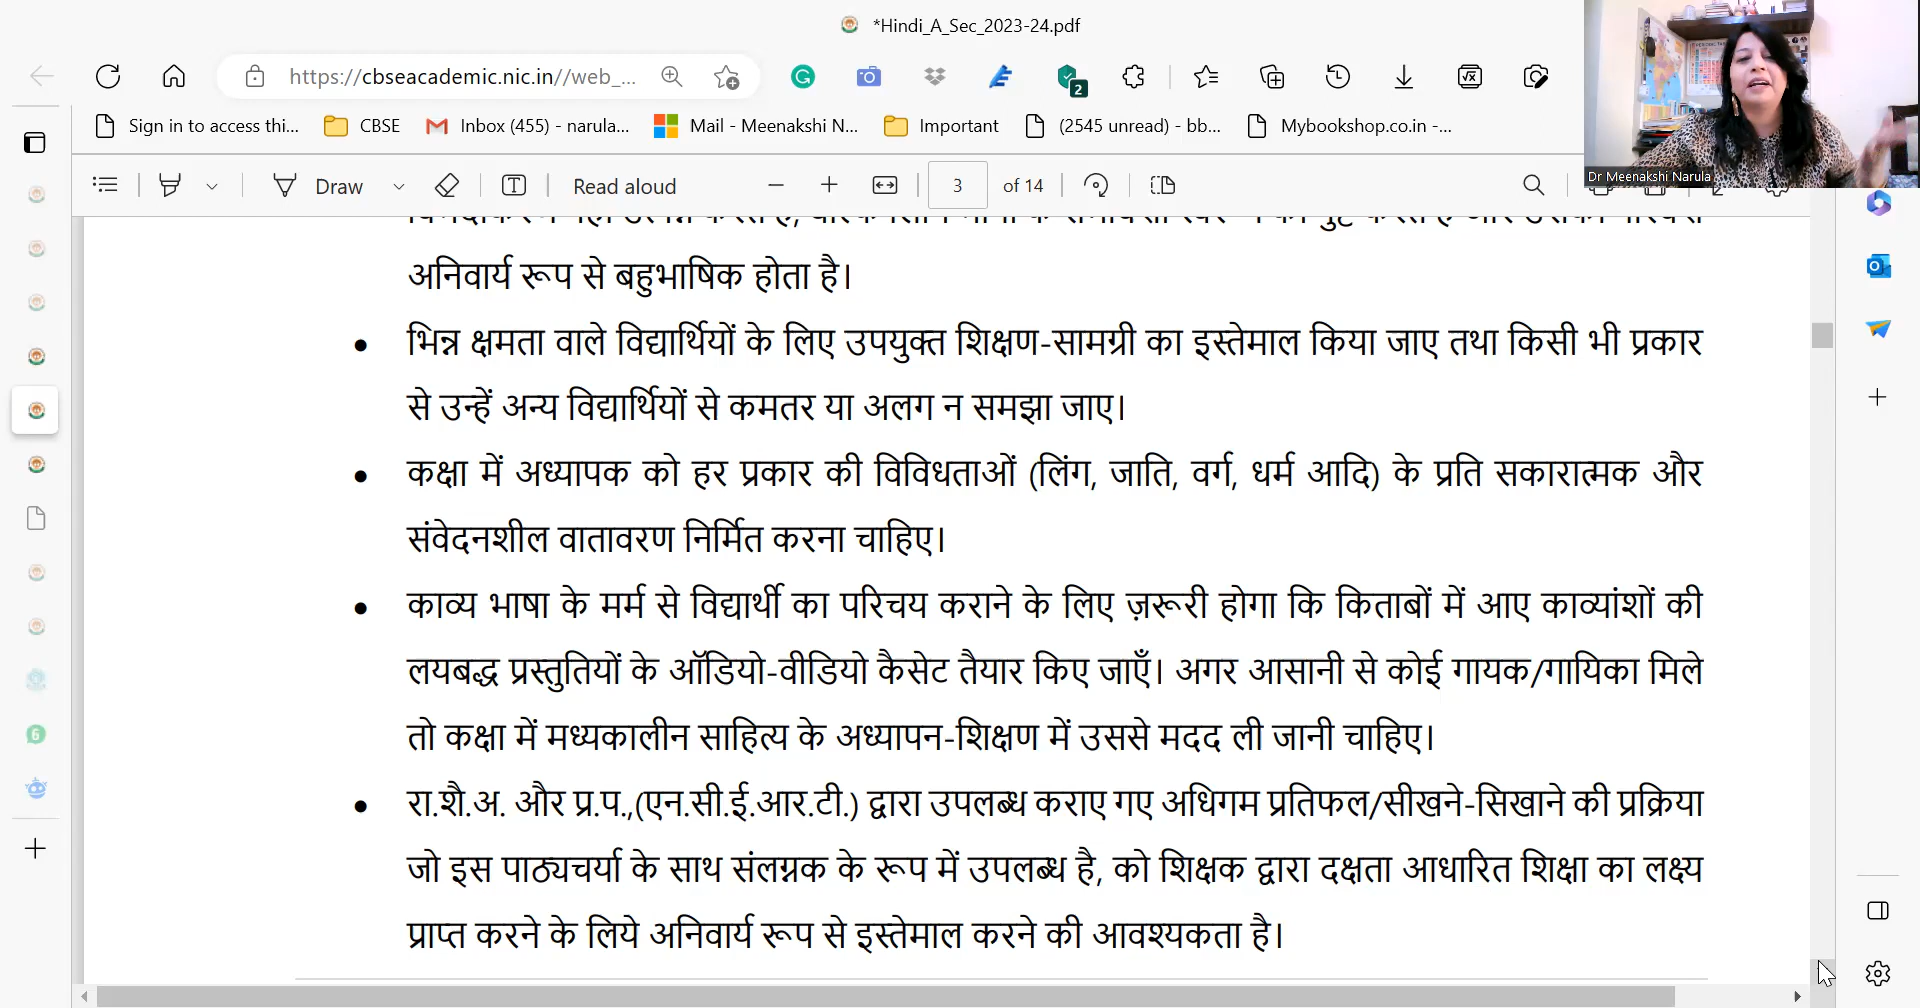 *Hindi_A_Sec_2023-24.pdf
https://cbseacademic.nic.in//web_...
2
Sign in to access thi...
CBSE
Inbox (455) - narula...
Mail - Meenakshi N...
Important
(2545 unread) - bb...
Mybookshop.co.in -...
Dr Meenakshi Narula
Draw
Read aloud
3
of 14
अनिवार्य रूप से बहुभाषिक होता है।
• भिन्न क्षमता वाले विद्यार्थियों के लिए उपयुक्त शिक्षण-सामग्री का इस्तेमाल किया जाए तथा किसी भी प्रकार
से उन्हें अन्य विद्यार्थियों से कमतर या अलग न समझा जाए।
• कक्षा में अध्यापक को हर प्रकार की विविधताओं (लिंग, जाति, वर्ग, धर्म आदि) के प्रति सकारात्मक और
संवेदनशील वातावरण निर्मित करना चाहिए।
• काव्य भाषा के मर्म से विद्यार्थी का परिचय कराने के लिए ज़रूरी होगा कि किताबों में आए काव्यांशों की
लयबद्ध प्रस्तुतियों के ऑडियो-वीडियो कैसेट तैयार किए जाएँ। अगर आसानी से कोई गायक/गायिका मिले
तो कक्षा में मध्यकालीन साहित्य के अध्यापन-शिक्षण में उससे मदद ली जानी चाहिए।
• रा.शै.अ. और प्र.प.,(एन.सी.ई.आर.टी.) द्वारा उपलब्ध कराए गए अधिगम प्रतिफल/सीखने-सिखाने की प्रक्रिया
जो इस पाठ्यचर्या के साथ संलग्नक के रूप में उपलब्ध है, को शिक्षक द्वारा दक्षता आधारित शिक्षा का लक्ष्य
प्राप्त करने के लिये अनिवार्य रूप से इस्तेमाल करने की आवश्यकता है।